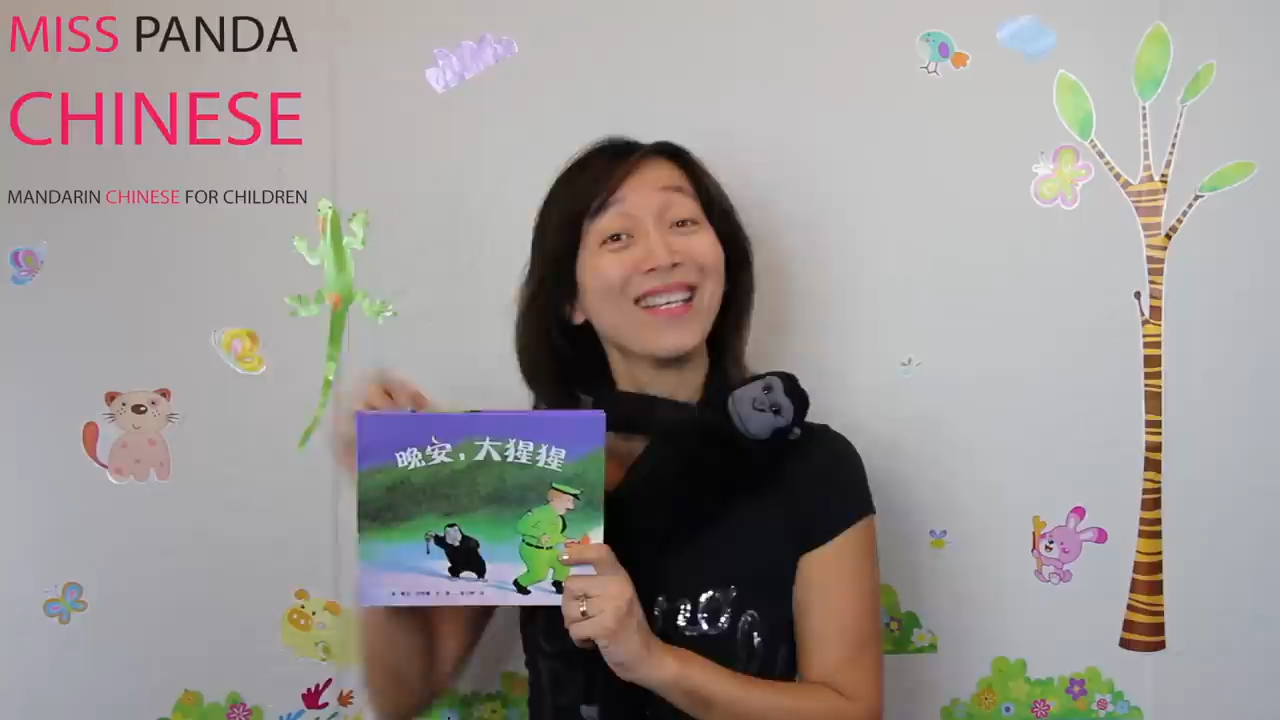 MISS PANDA
CHINESE
MANDARIN CHINESE FOR CHILDREN
晚安，大猩猩